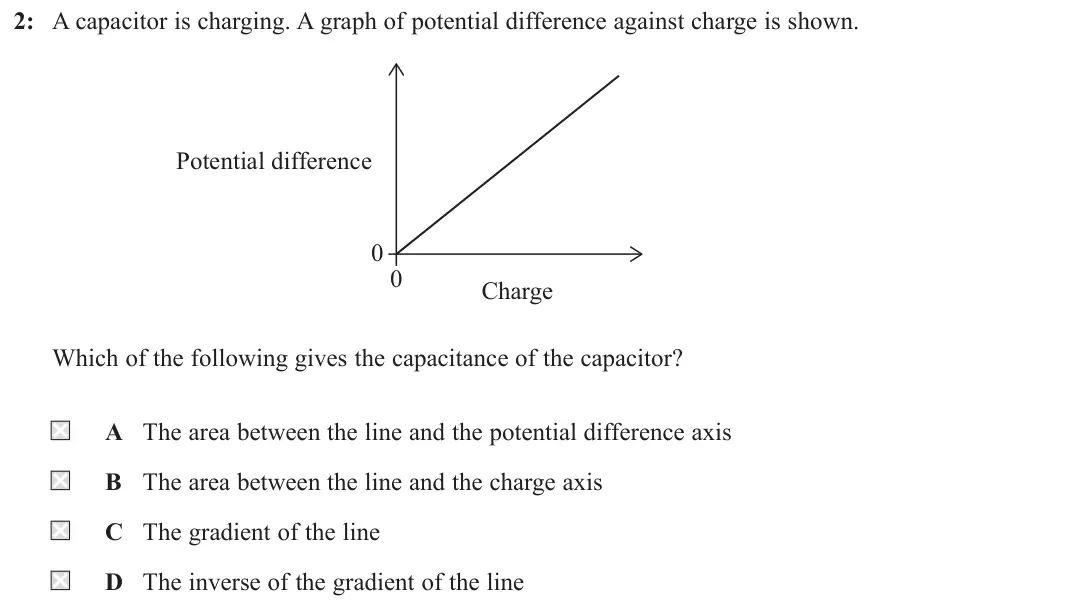 2: A capacitor is charging. A graph of potential difference against charge is shown.
Potential difference
0
0
Charge
Which of the following gives the capacitance of the capacitor?
A The area between the line and the potential difference axis
B The area between the line and the charge axis
C The gradient of the line
D The inverse of the gradient of the line